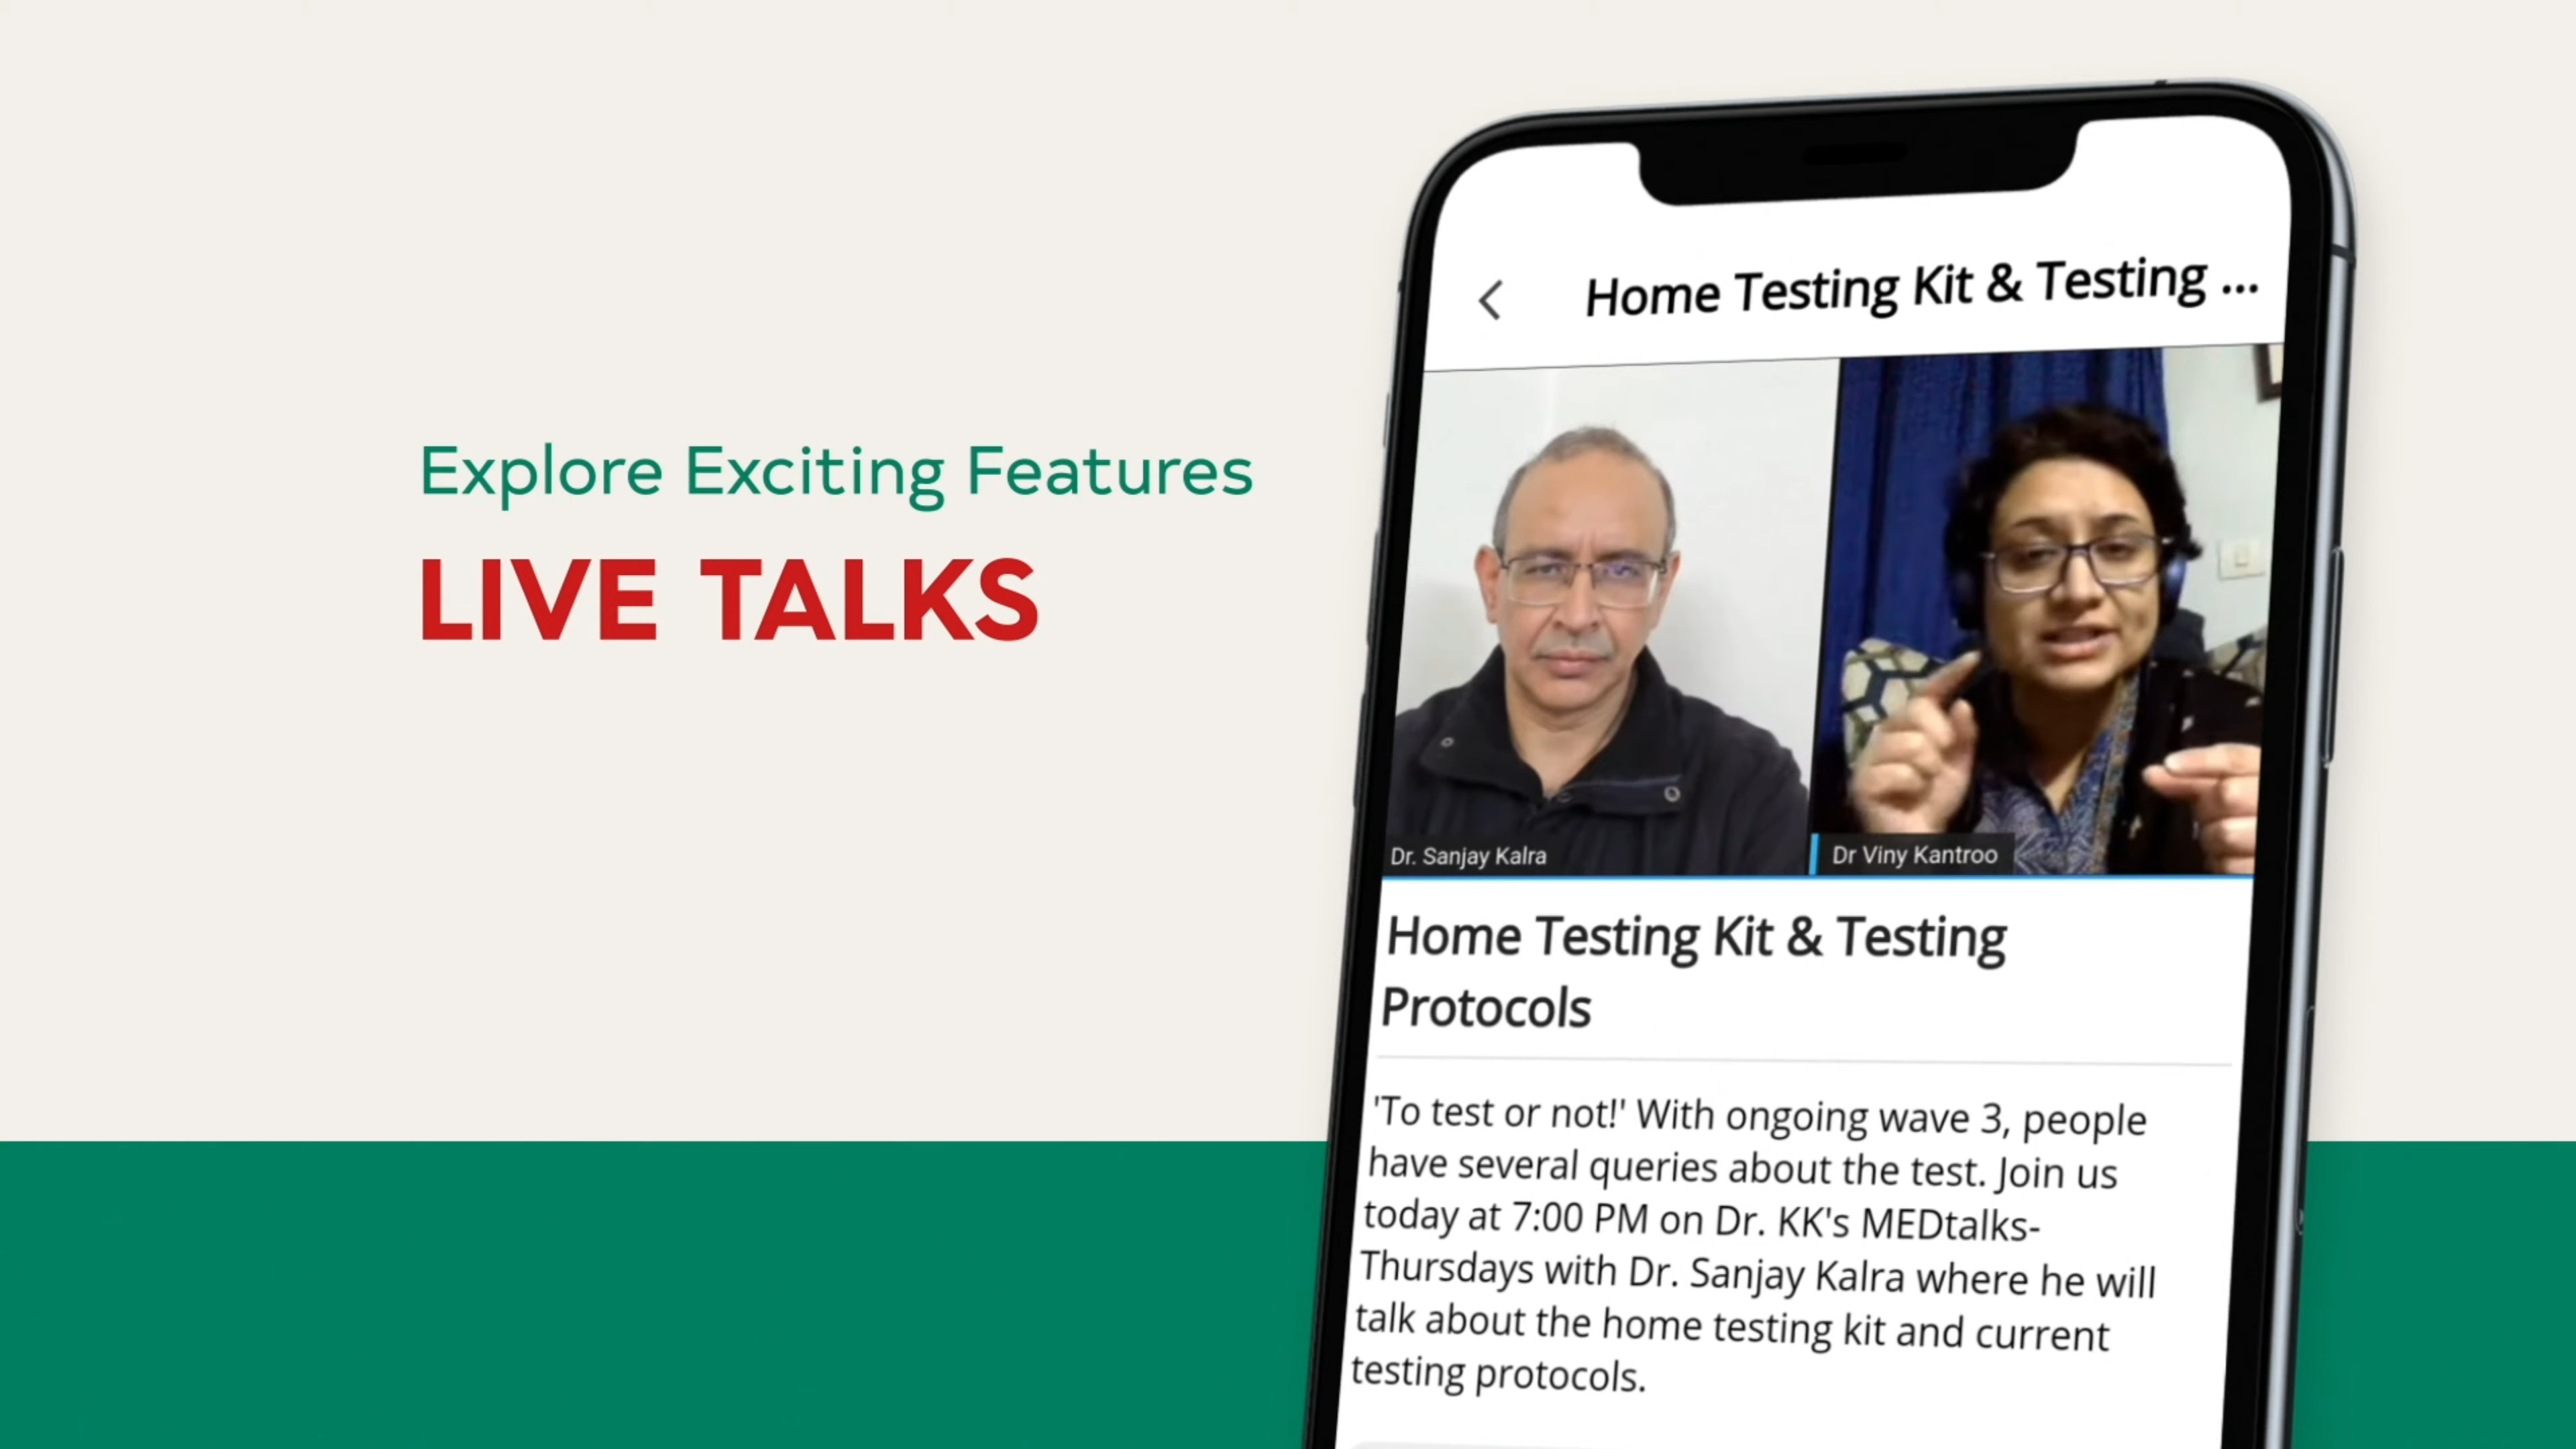 Explore Exciting Features
LIVE TALKS
Home Testing Kit & Testing ...
Dr. Sanjay Kalra
Dr Viny Kantroo
Home Testing Kit & Testing
Protocols
'To test or not!' With ongoing wave 3, people
have several queries about the test. Join us
today at 7:00 PM on Dr. KK's MEDtalks-
Thursdays with Dr. Sanjay Kalra where he will
talk about the home testing kit and current
testing protocols.